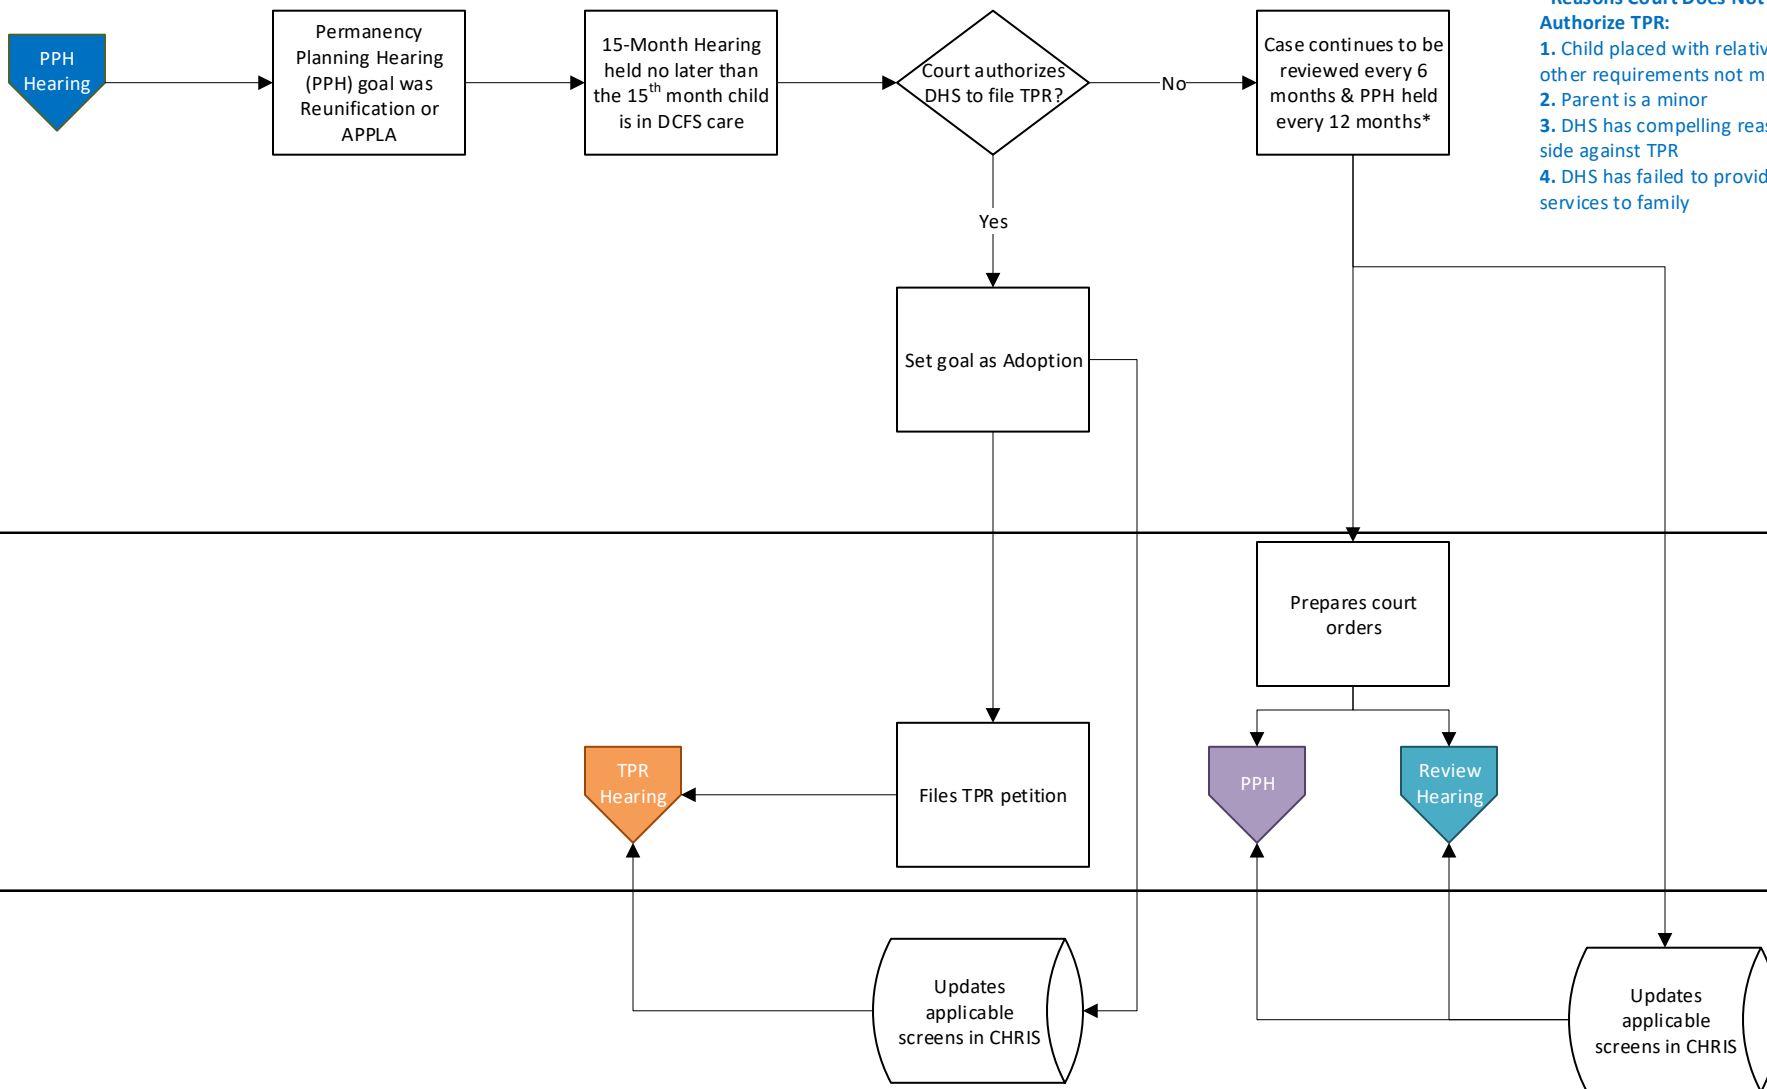 PPH
Hearing
Permanency
Planning Hearing
(PPH) goal was
Reunification or
APPLA
15-Month Hearing
held no later than
the 15th month child
is in DCFS care
Court authorizes
DHS to file TPR?
No
Case continues to be
reviewed every 6
months & PPH held
every 12 months*
Reasons Court Does Not
Authorize TPR:
1. Child placed with
other requirements not
2. Parent is a minor
3. DHS has compelling
side against TPR
4. DHS has failed to
services to family
Yes
Set goal as Adoption
Prepares court
orders
TPR
Hearing
Files TPR petition
PPH
Review
Hearing
Updates
applicable
screens in CHRIS
Updates
applicable
screens in CHRIS